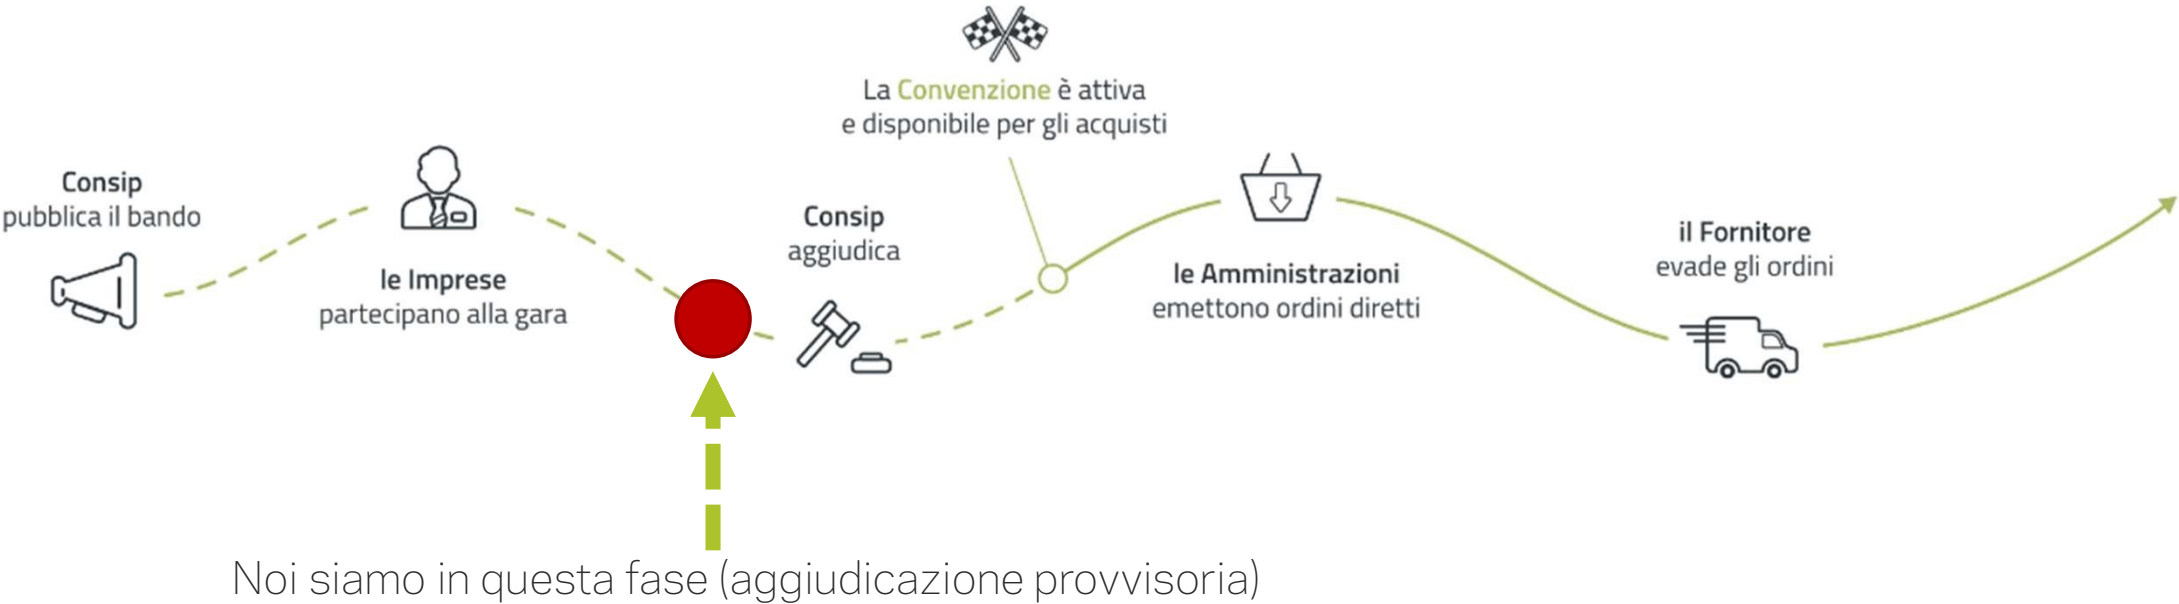 Consip
pubblica il bando
le Imprese
partecipano alla gara
Consip
aggiudica
La Convenzione è attiva
e disponibile per gli acquisti
le Amministrazioni
emettono ordini diretti
il Fornitore
evade gli ordini
Noi siamo in questa fase (aggiudicazione provvisoria)